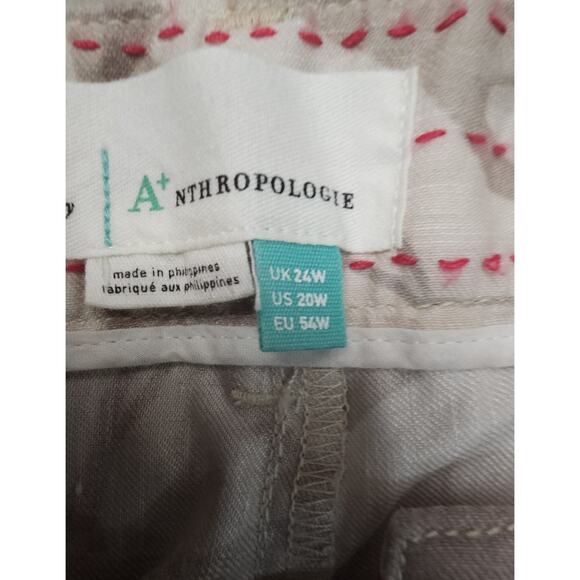 y
A+NTHROPOLOGIE
made in philippines
fabriqué aux philippines
UK 24W
US 20W
EU 54W